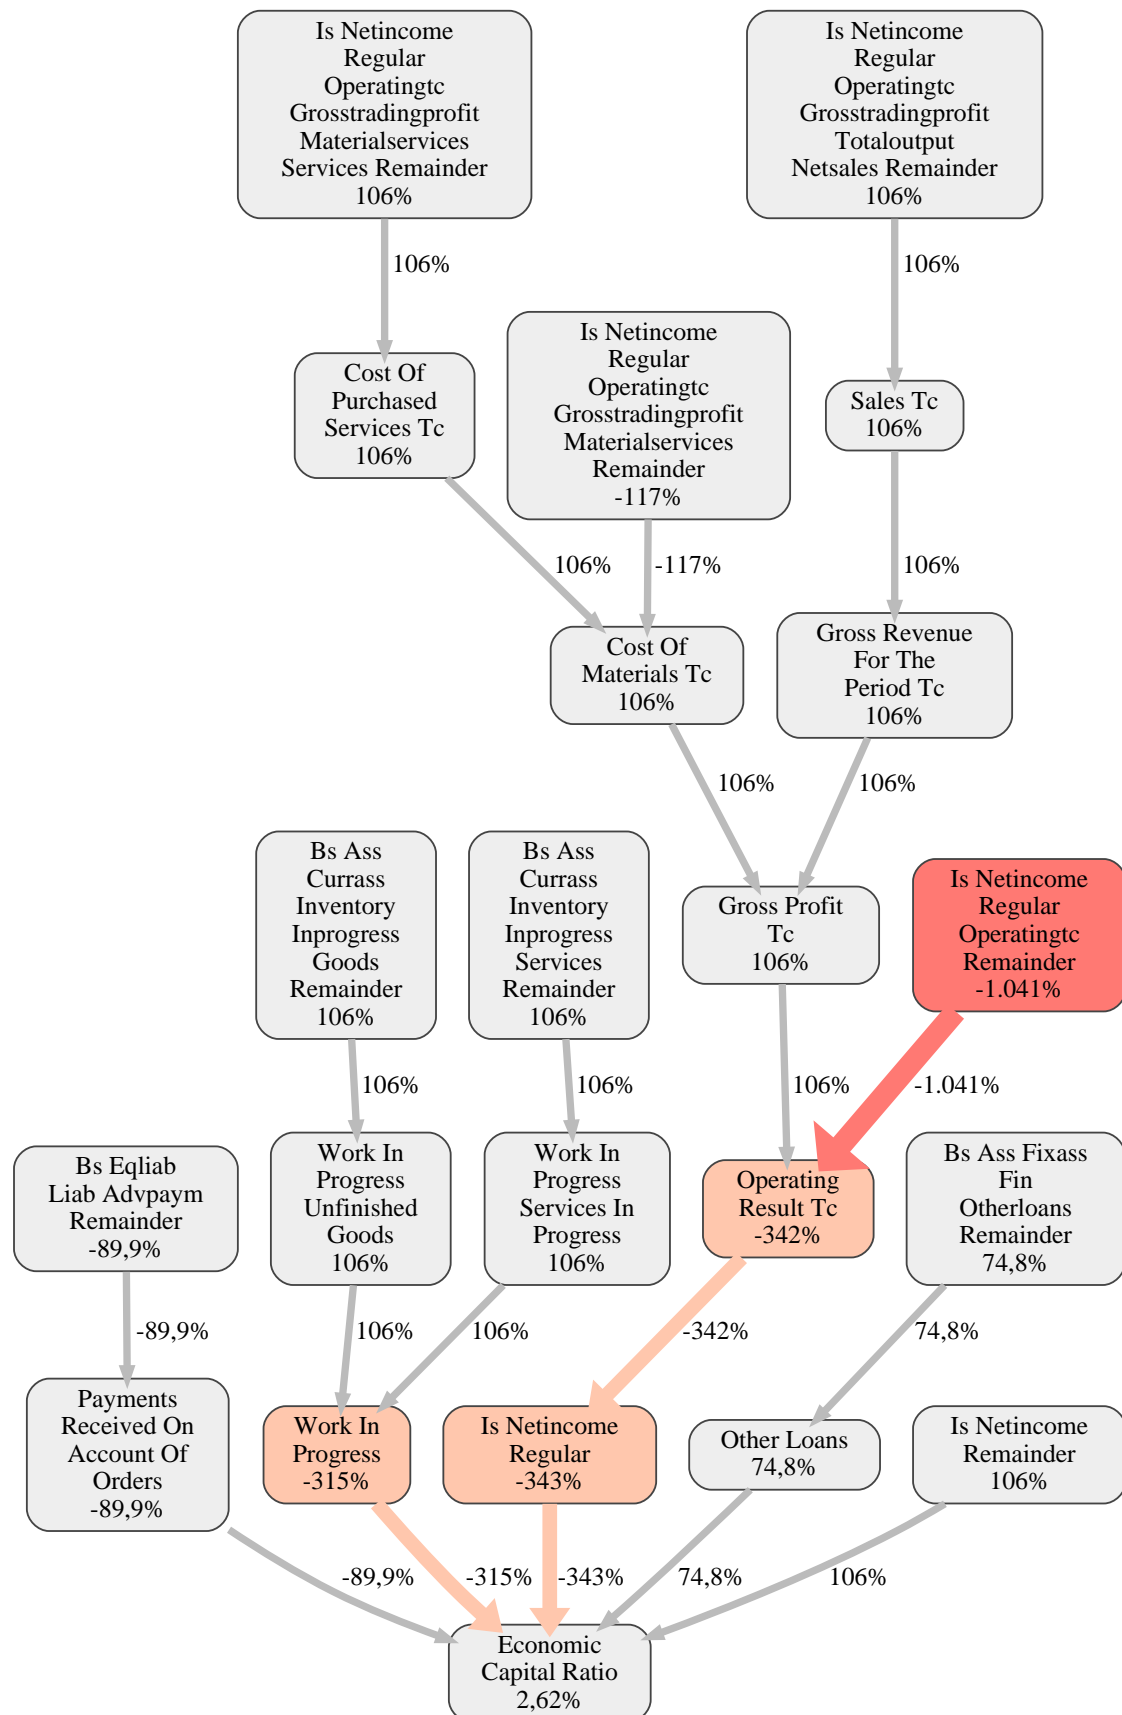 Is Netincome
Regular
Operatingtc
Grosstradingprofit
Materialservices
Services Remainder
106%
Is Netincome
Regular
Operatingtc
Grosstradingprofit
Totaloutput
Netsales Remainder
106%
106%
106%
Cost Of
Purchased
Services Tc
106%
Is Netincome
Regular
Operatingtc
Grosstradingprofit
Materialservices
Remainder
-117%
Sales Tc
106%
106%
-117%
106%
Cost Of
Materials Tc
106%
Gross Revenue
For The
Period Tc
106%
106%
106%
Bs Ass
Currass
Inventory
Inprogress
Goods
Remainder
106%
Bs Ass
Currass
Inventory
Inprogress
Services
Remainder
106%
Gross Profit
Tc
106%
Is Netincome
Regular
Operatingtc
Remainder
-1.041%
106%
106%
106%
-1.041%
Bs Eqliab
Liab Advpaym
Remainder
-89,9%
Work In
Progress
Unfinished
Goods
106%
Work In
Progress
Services In
Progress
106%
Operating
Result Tc
-342%
Bs Ass Fixass
Fin
Otherloans
Remainder
74,8%
-89,9%
106%
106%
-342%
74,8%
Payments
Received On
Account Of
Orders
-89,9%
Work In
Progress
-315%
Is Netincome
Regular
-343%
Other Loans
74,8%
Is Netincome
Remainder
106%
-89,9%
-315%
-343%
74,8%
106%
Economic
Capital Ratio
2,62%